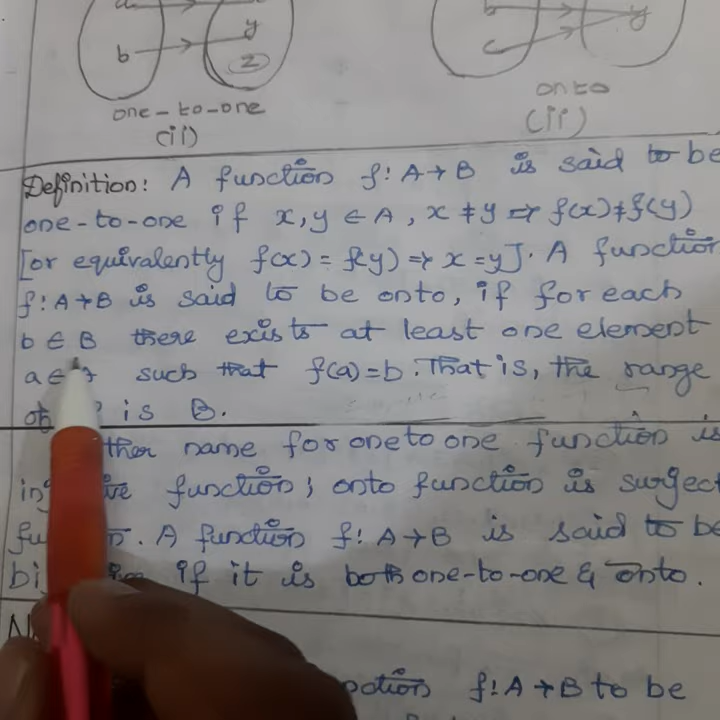 b
y
y
b
z
c
one-to-one
onto
(ii)
(ii)
Definition: A function f: A→B is said to be
one-to-one if x, y ∈ A, x ≠ y ⇒ f(x) ≠ f(y)
[or equivalently f(x) = f(y) ⇒ x = y]. A function
f: A→B is said to be onto, if for each
b ∈ B there exists at least one element
a ∈ such that f(a) = b. That is, the range
is B.
name for one to one function is
function; onto function is surject
. A function f: A→B is said to be
if it is both one-to-one & onto.
f: A→B to be